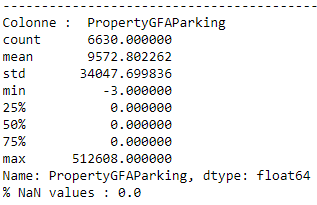 ----------------------------------------
Colonne :  PropertyGFAParking
count      6630.000000
mean       9572.802262
std       34047.699836
min          -3.000000
25%           0.000000
50%           0.000000
75%           0.000000
max      512608.000000
Name: PropertyGFAParking, dtype: float64
% NaN values : 0.0